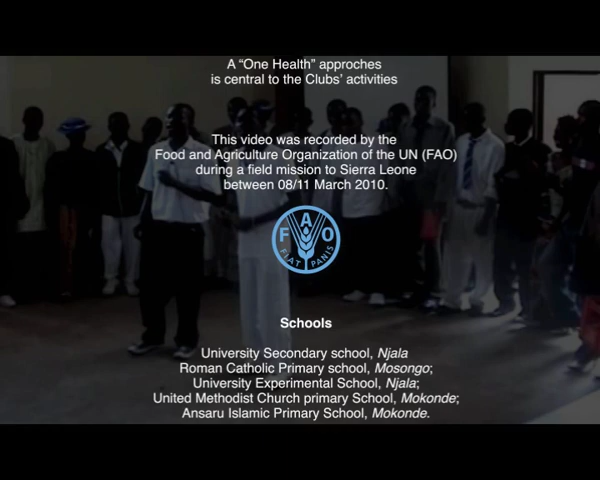 A “One Health” approches
is central to the Clubs’ activities
This video was recorded by the
Food and Agriculture Organization of the UN (FAO)
during a field mission to Sierra Leone
between 08/11 March 2010.
F A O
FIAT PANIS
Schools
University Secondary school, Njala
Roman Catholic Primary school, Mosongo;
University Experimental School, Njala;
United Methodist Church primary School, Mokonde;
Ansaru Islamic Primary School, Mokonde.